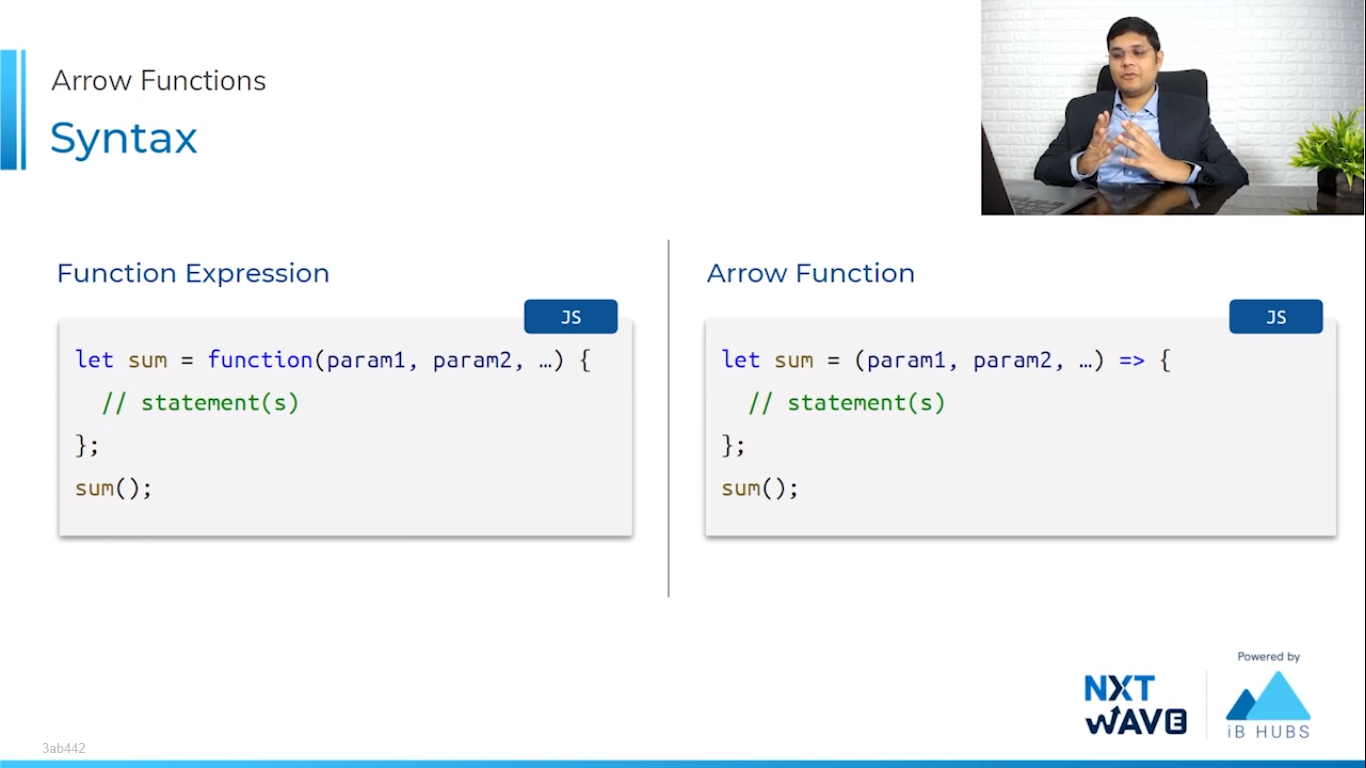 Arrow Functions
Syntax
Function Expression
JS
let sum = function(param1, param2, …) {
  // statement(s)
};
sum();
Arrow Function
JS
let sum = (param1, param2, …) => {
  // statement(s)
};
sum();
Powered by
NXT
WAVE
iB HUBS
3ab442